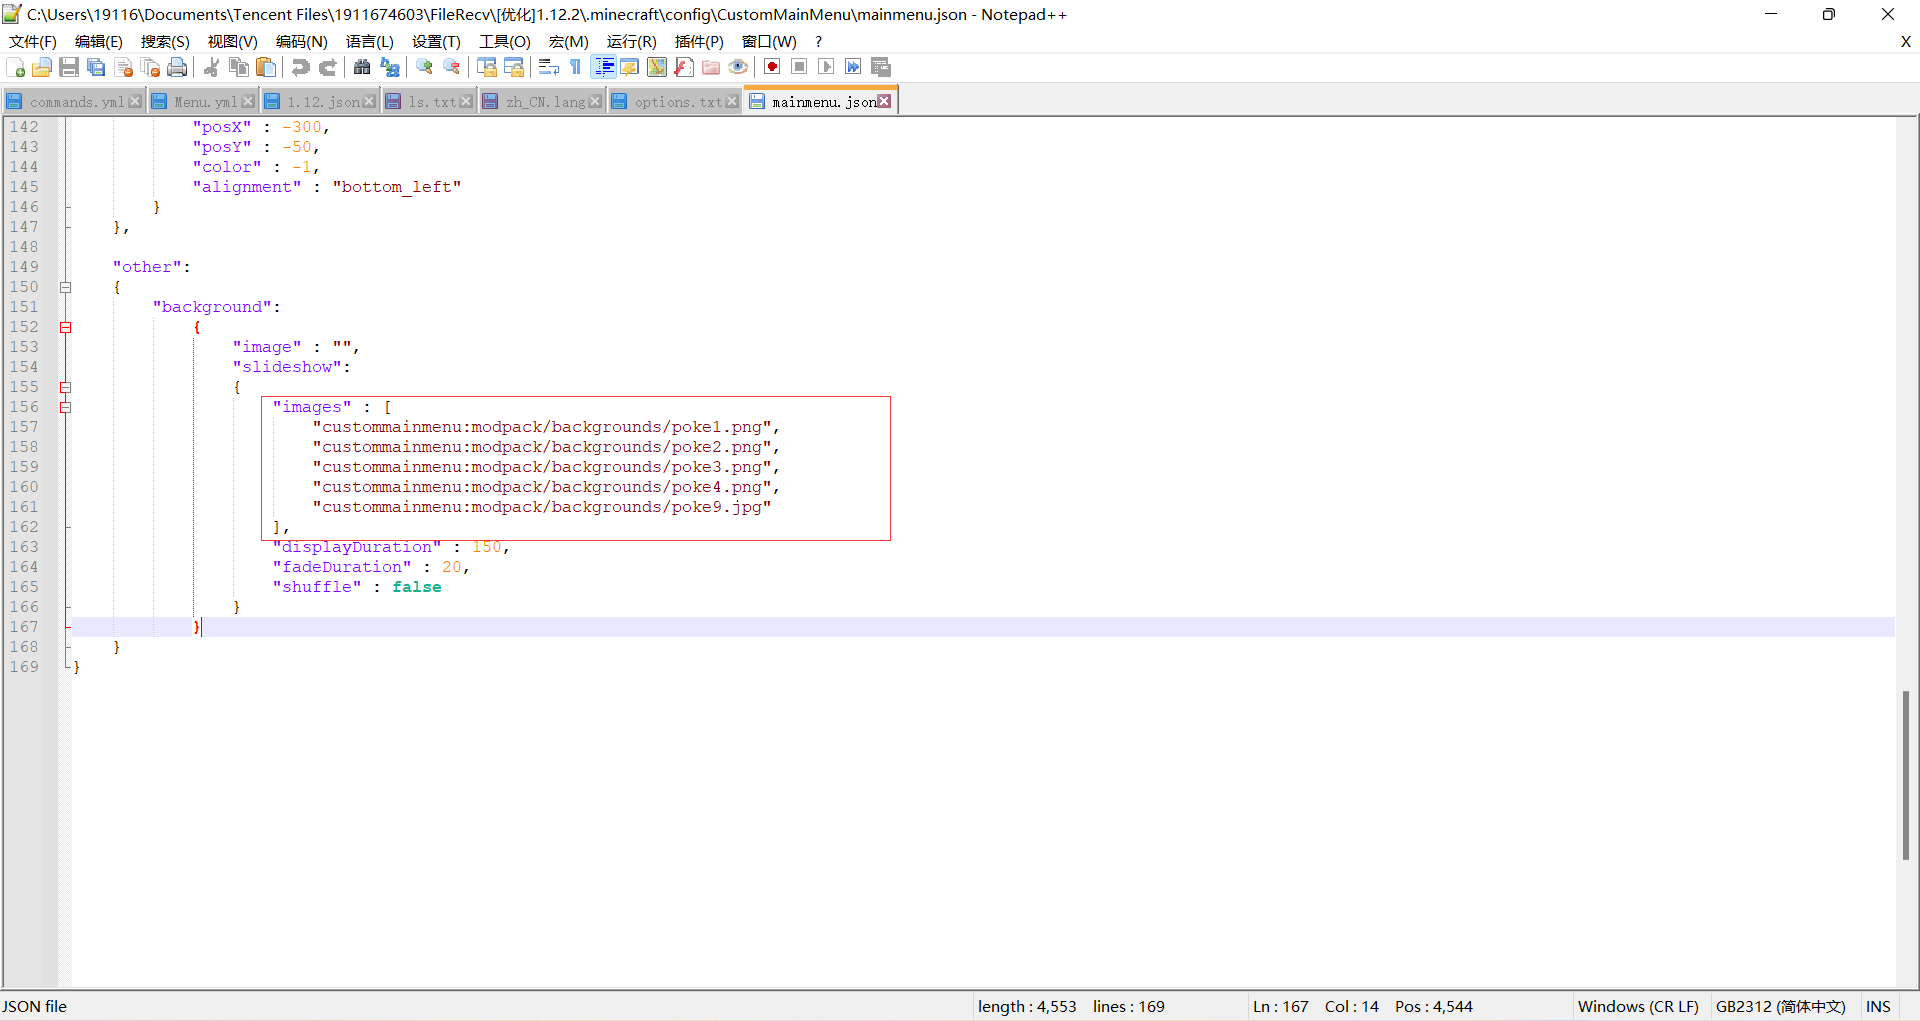 C:\Users\19116\Documents\Tencent Files\1911674603\FileRecv\[优化]1.12.2\.minecraft\config\CustomMainMenu\mainmenu.json - Notepad++
文件(F) 编辑(E) 搜索(S) 视图(V) 编码(N) 语言(L) 设置(T) 工具(O) 宏(M) 运行(R) 插件(P) 窗口(W) ? X
commands.yml Menu.yml 1.12.json ls.txt zh_CN.lang options.txt mainmenu.json
142 "posX" : -300,
143 "posY" : -50,
144 "color" : -1,
145 "alignment" : "bottom_left"
146 }
147 },
148
149 "other":
150 {
151 "background":
152 {
153 "image" : "",
154 "slideshow":
155 {
156 "images" : [
157 "custommainmenu:modpack/backgrounds/poke1.png",
158 "custommainmenu:modpack/backgrounds/poke2.png",
159 "custommainmenu:modpack/backgrounds/poke3.png",
160 "custommainmenu:modpack/backgrounds/poke4.png",
161 "custommainmenu:modpack/backgrounds/poke9.jpg"
162 ],
163 "displayDuration" : 150,
164 "fadeDuration" : 20,
165 "shuffle" : false
166 }
167 }
168 }
169 }
JSON file length : 4,553 lines : 169 Ln : 167 Col : 14 Pos : 4,544 Windows (CR LF) GB2312 (简体中文) INS